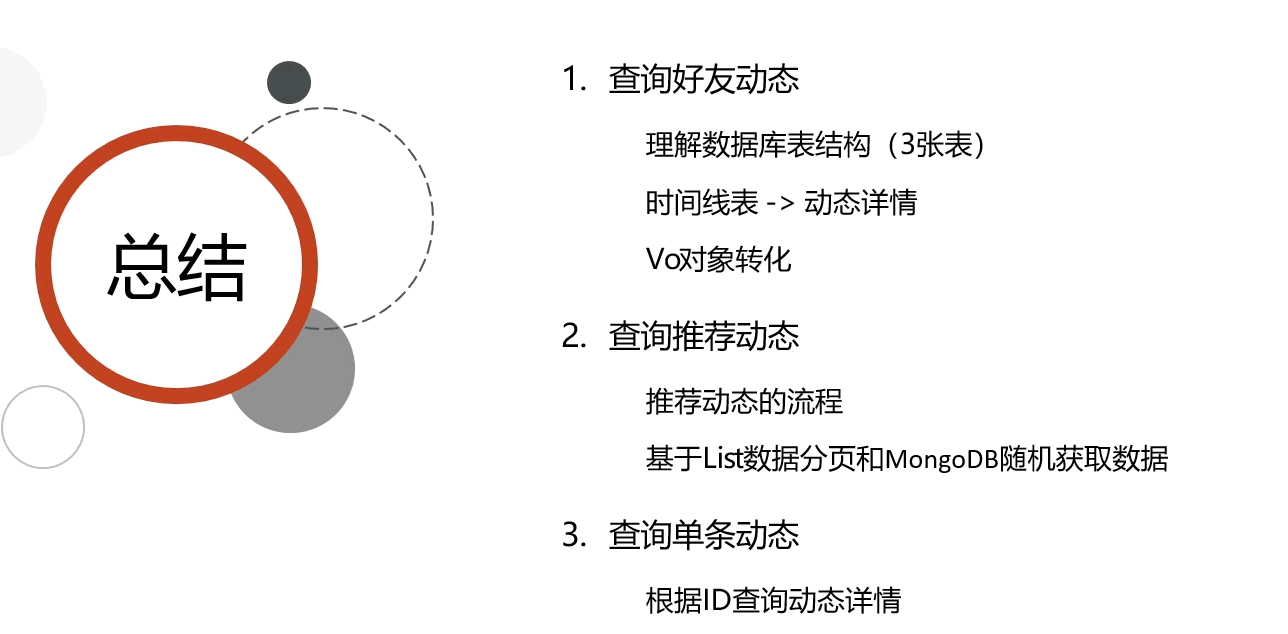 总结
1. 查询好友动态
理解数据库表结构（3张表）
时间线表 -> 动态详情
Vo对象转化
2. 查询推荐动态
推荐动态的流程
基于List数据分页和MongoDB随机获取数据
3. 查询单条动态
根据ID查询动态详情